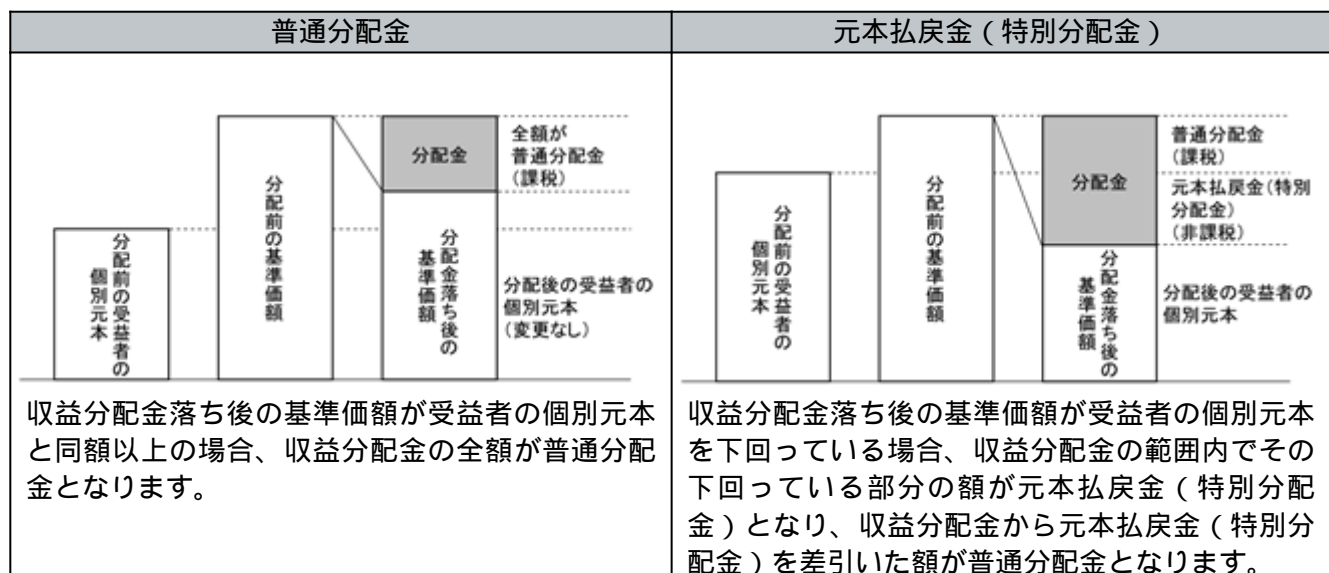 普通分配金
分配前の受益者の
個別元本
分配前の基準価額
分配金
分配金落ち後の
基準価額
全額が
普通分配金
(課税)
分配後の受益者の
個別元本
(変更なし)
収益分配金落ち後の基準価額が受益者の個別元本
と同額以上の場合、収益分配金の全額が普通分配
金となります。
元本払戻金(特別分配金)
分配前の受益者の
個別元本
分配前の基準価額
分配金
分配金落ち後の
基準価額
普通分配金
(課税)
元本払戻金(特別
分配金)
(非課税)
分配後の受益者の
個別元本
収益分配金落ち後の基準価額が受益者の個別元本
を下回っている場合、収益分配金の範囲内でその
下回っている部分の額が元本払戻金(特別分配
金)となり、収益分配金から元本払戻金(特別分
配金)を差引いた額が普通分配金となります。